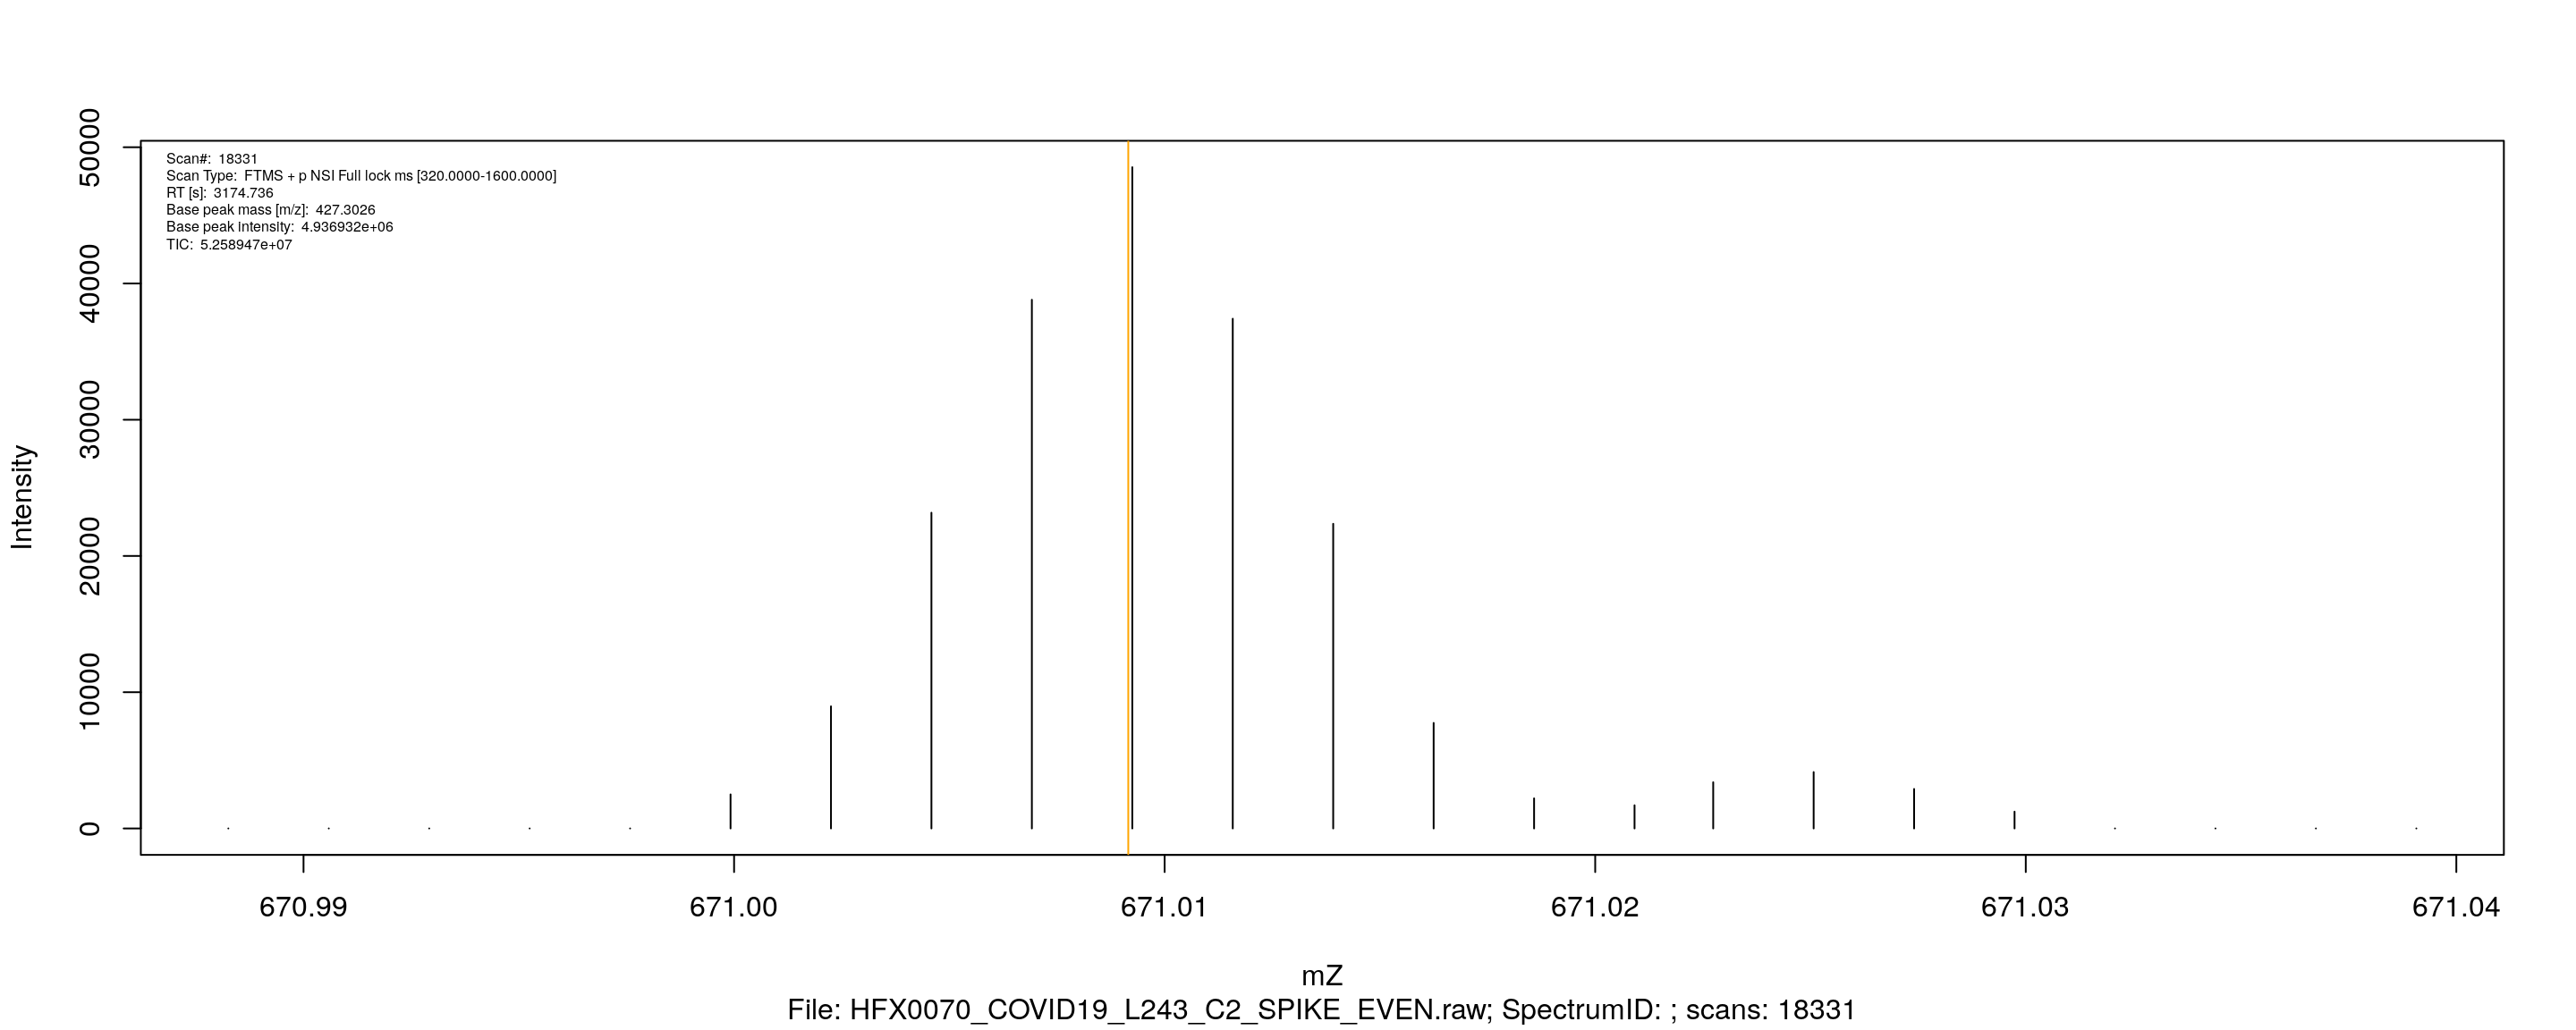 Scan#: 18331
Scan Type: FTMS + p NSI Full lock ms [320.0000-1600.0000]
RT [s]: 3174.736
Base peak mass [m/z]: 427.3026
Base peak intensity: 4.936932e+06
TIC: 5.258947e+07
Intensity
50000
40000
30000
20000
10000
0
670.99 671.00 671.01 671.02 671.03 671.04
mZ
File: HFX0070_COVID19_L243_C2_SPIKE_EVEN.raw; SpectrumID: ; scans: 18331